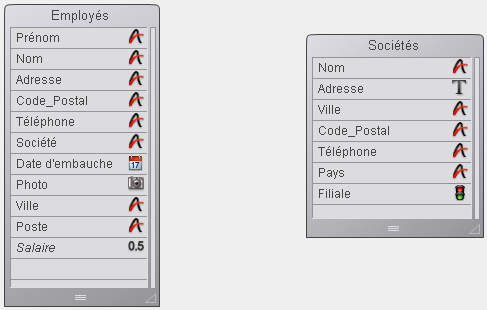 Employés
Prénom
Nom
Adresse
Code_Postal
Téléphone
Société
Date d'embauche 17
Photo
Ville
Poste
Salaire 0.5
Sociétés
Nom
Adresse T
Ville
Code_Postal
Téléphone
Pays
Filiale